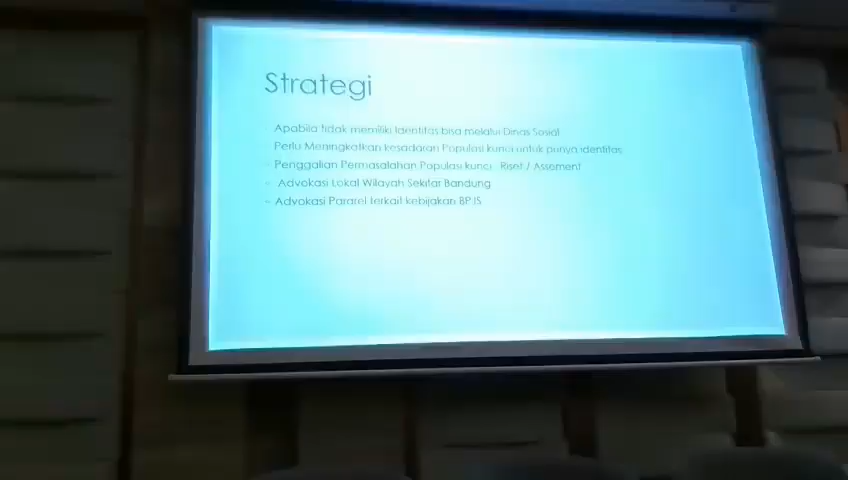 Strategi
- Apabila tidak memiliki Identitas bisa melalui Dinas Sosial
- Perlu Meningkatkan kesadaran Populasi kunci untuk punya identitas
- Penggalian Permasalahan Populasi kunci : Riset / Assement
- Advokasi Lokal Wilayah Sekitar Bandung
- Advokasi Pararel terkait kebijakan BPJS